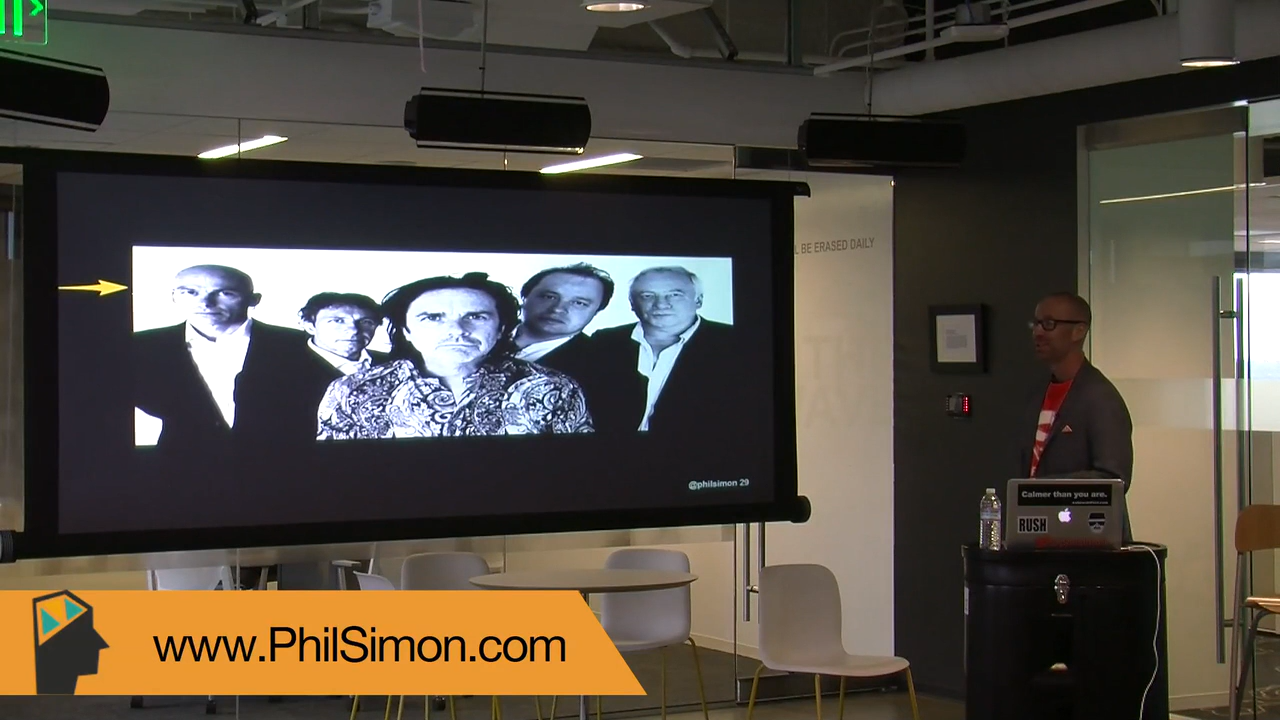 L BE ERASED DAILY
@philsimon 29
Calmer than you are.
RUSH
www.PhilSimon.com